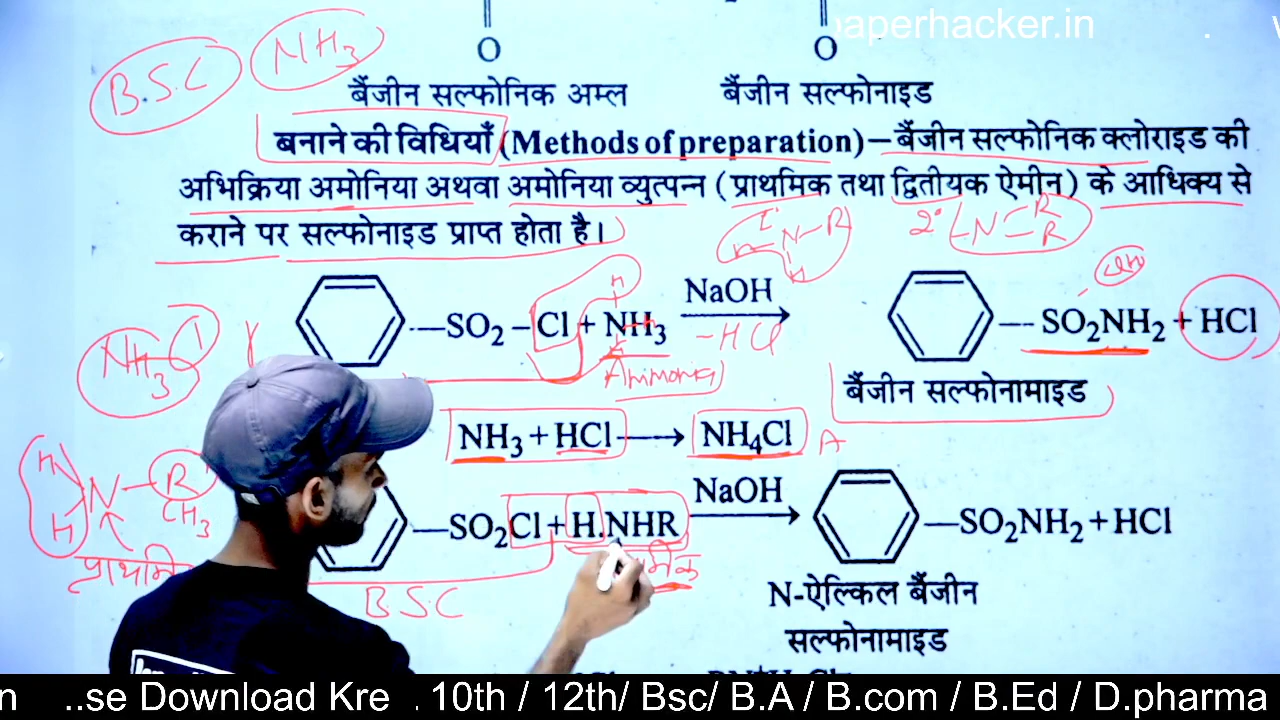 paperhacker.in
B.S.C NH3
O O
बैंजीन सल्फोनिक अम्ल बैंजीन सल्फोनाइड
बनाने की विधियाँ (Methods of preparation)–बैंजीन सल्फोनिक क्लोराइड की
अभिक्रिया अमोनिया अथवा अमोनिया व्युत्पन्न (प्राथमिक तथा द्वितीयक ऐमीन) के आधिक्य से
कराने पर सल्फोनाइड प्राप्त होता है।
N–R 2° –N–R R
H
—SO₂–Cl + NH₃ NaOH → —SO₂NH₂ + HCl
–HCl
NH3
Ammonia
बैंजीन सल्फोनामाइड
NH₃ + HCl → NH₄Cl
H N – R
H CH3
—SO₂Cl + H.NHR NaOH → —SO₂NH₂ + HCl
B.S.C
N-ऐल्किल बैंजीन
सल्फोनामाइड
..se Download Kre . 10th / 12th/ Bsc/ B.A / B.com / B.Ed / D.pharma